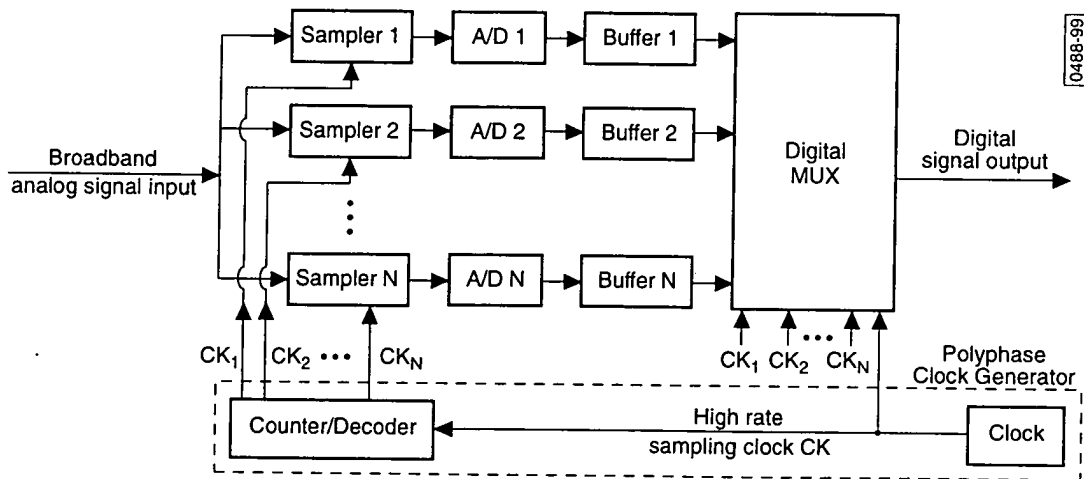 Sampler 1
A/D 1
Buffer 1
0488-99
Sampler 2
A/D 2
Buffer 2
Broadband
analog signal input
Digital
MUX
Digital
signal output
Sampler N
A/D N
Buffer N
CK1
CK2
CKN
CK1
CK2
CKN
Polyphase
Clock Generator
Counter/Decoder
High rate
sampling clock CK
Clock